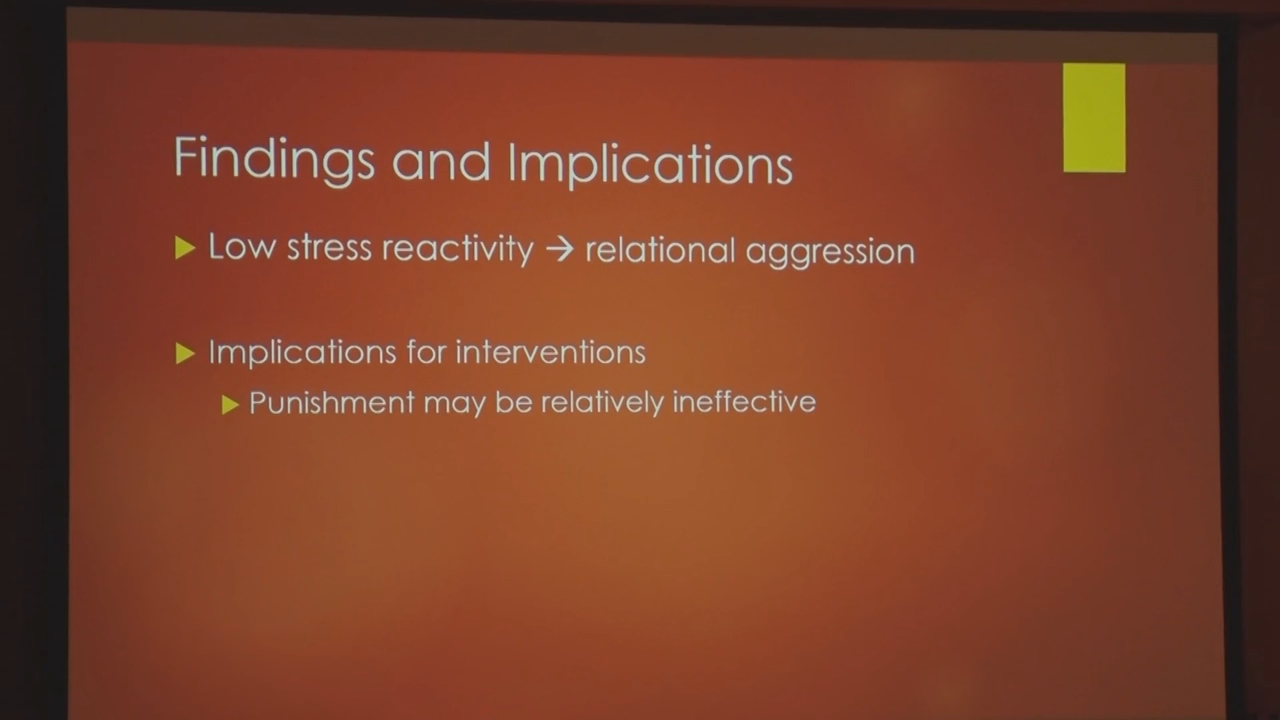 Findings and Implications
Low stress reactivity → relational aggression
Implications for interventions
Punishment may be relatively ineffective